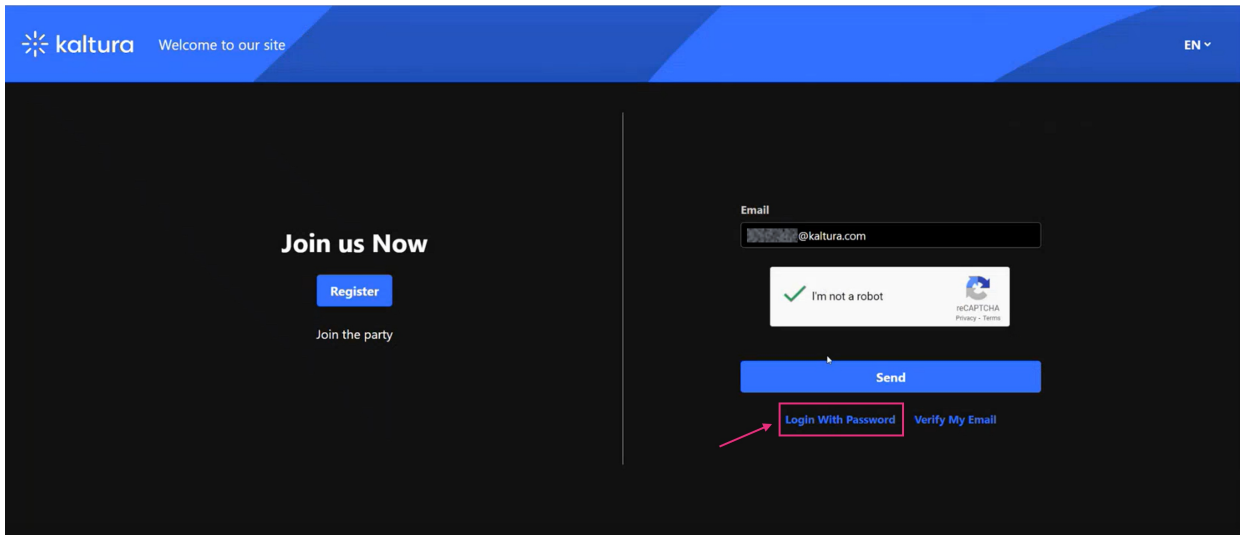 kaltura
Welcome to our site
EN
Join us Now
Register
Join the party
Email
@kaltura.com
I'm not a robot
reCAPTCHA
Privacy - Terms
Send
Login With Password
Verify My Email